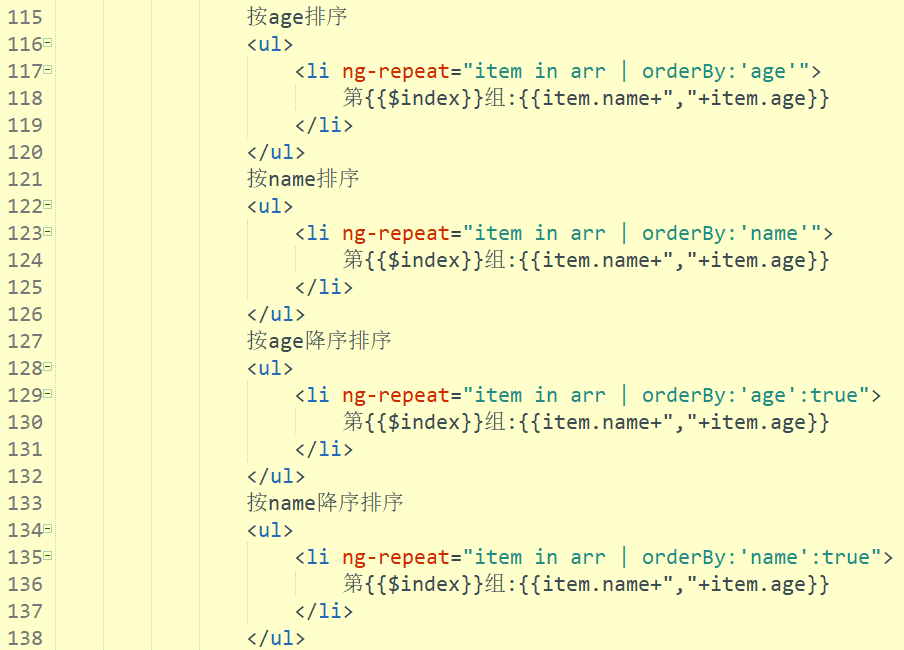 115 按age排序
116 <ul>
117 <li ng-repeat="item in arr | orderBy:'age'">
118 第{{$index}}组:{{item.name+","+item.age}}
119 </li>
120 </ul>
121 按name排序
122 <ul>
123 <li ng-repeat="item in arr | orderBy:'name'">
124 第{{$index}}组:{{item.name+","+item.age}}
125 </li>
126 </ul>
127 按age降序排序
128 <ul>
129 <li ng-repeat="item in arr | orderBy:'age':true">
130 第{{$index}}组:{{item.name+","+item.age}}
131 </li>
132 </ul>
133 按name降序排序
134 <ul>
135 <li ng-repeat="item in arr | orderBy:'name':true">
136 第{{$index}}组:{{item.name+","+item.age}}
137 </li>
138 </ul>